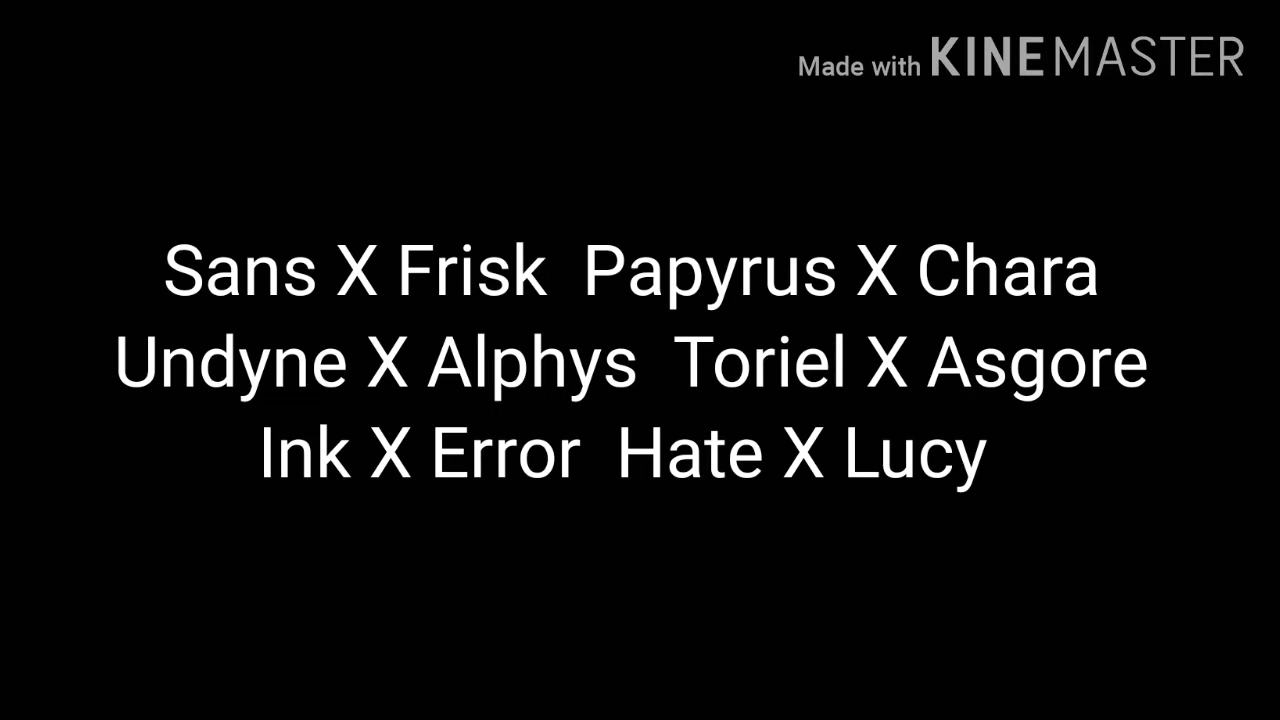 Made with KINEMASTER
Sans X Frisk  Papyrus X Chara
Undyne X Alphys  Toriel X Asgore
Ink X Error  Hate X Lucy